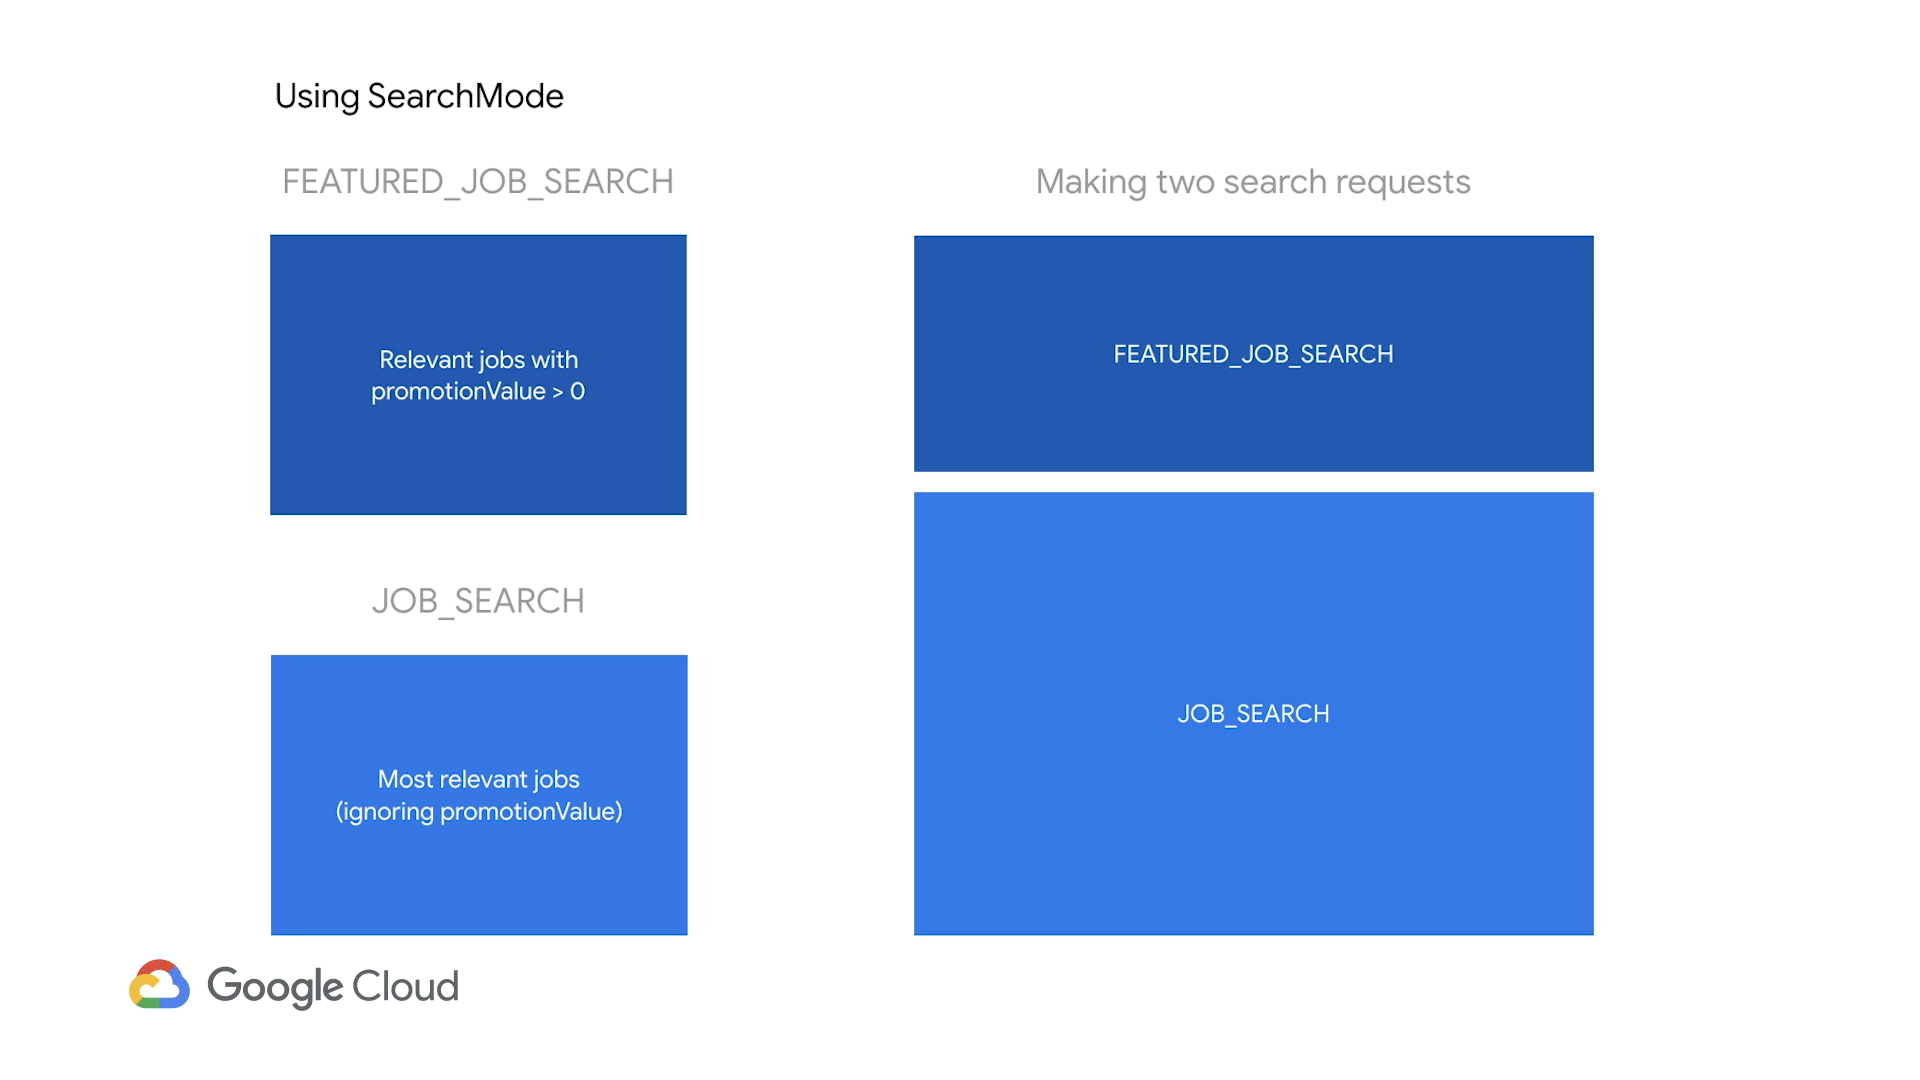 Using SearchMode
FEATURED_JOB_SEARCH
Relevant jobs with
promotionValue > 0
JOB_SEARCH
Most relevant jobs
(ignoring promotionValue)
Making two search requests
FEATURED_JOB_SEARCH
JOB_SEARCH
Google Cloud